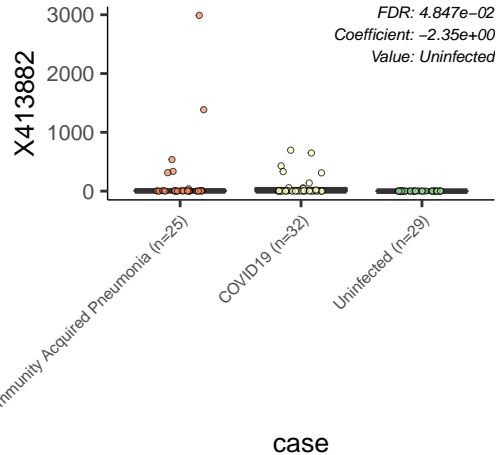 FDR: 4.847e−02
Coefficient: −2.35e+00
Value: Uninfected
X413882
3000
2000
1000
0
Acquired Pneumonia (n=25)
COVID19 (n=32)
Uninfected (n=29)
case